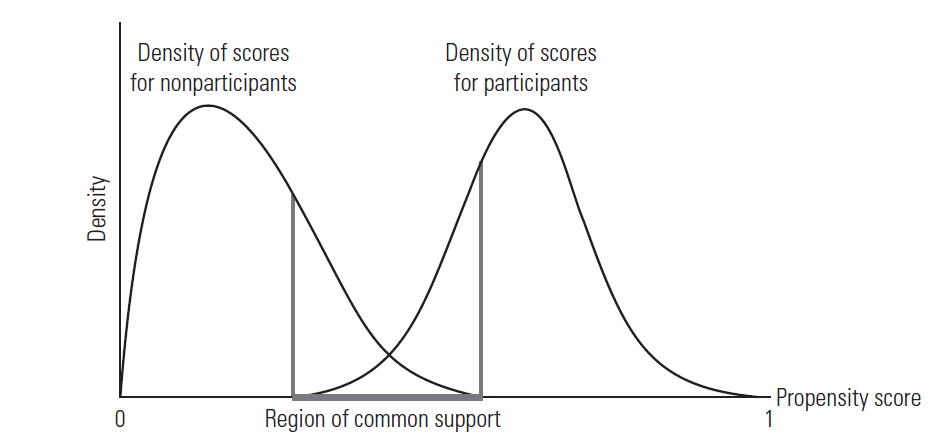 Density of scores
for nonparticipants
Density of scores
for participants
Density
Propensity score
0
Region of common support
1